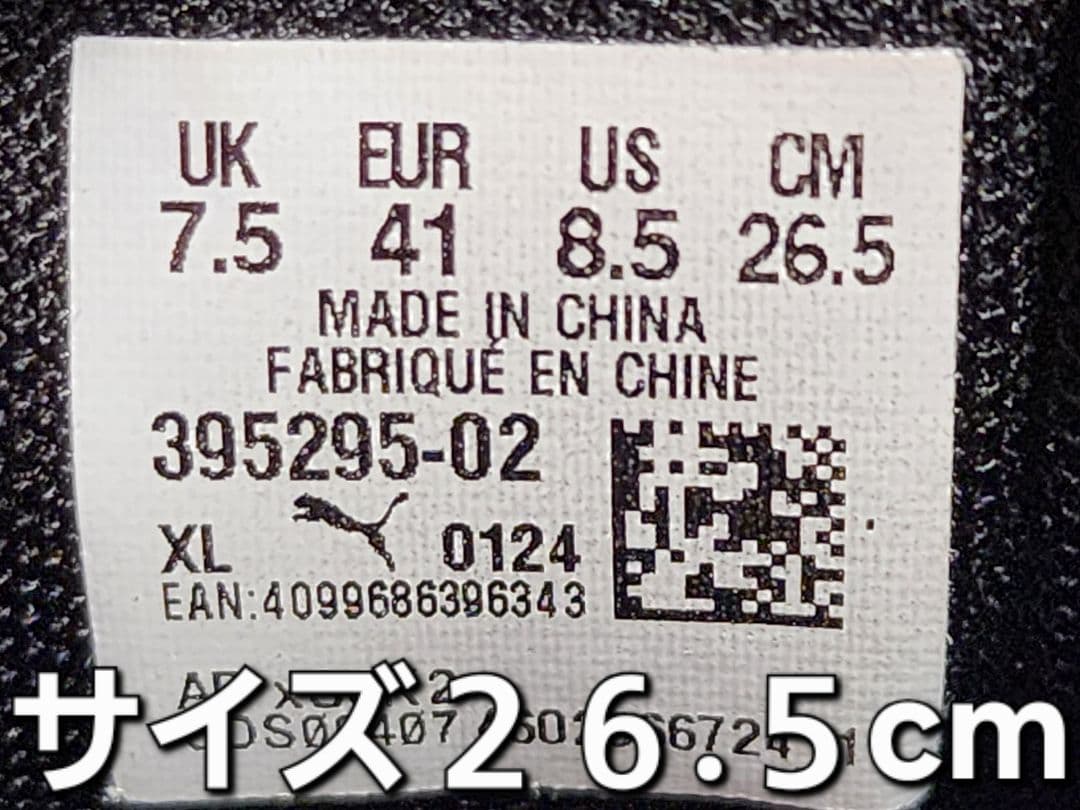 UK EUR US CM
7.5 41 8.5 26.5
MADE IN CHINA
FABRIQUÉ EN CHINE
395295-02
XL 0124
EAN:4099686396343
サイズ26.5cm